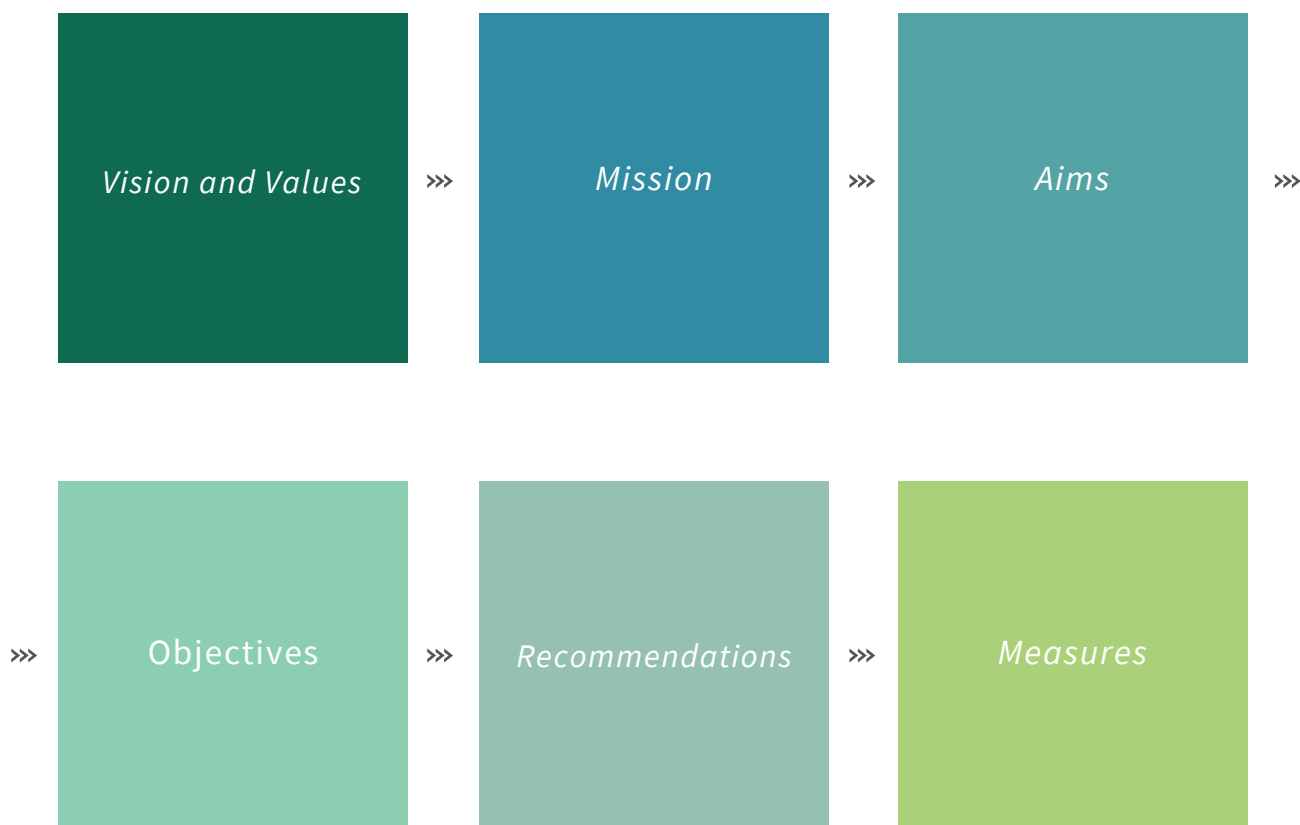 Vision and Values
»›
Mission
»›
Aims
»›
»›
Objectives
»›
Recommendations
»›
Measures